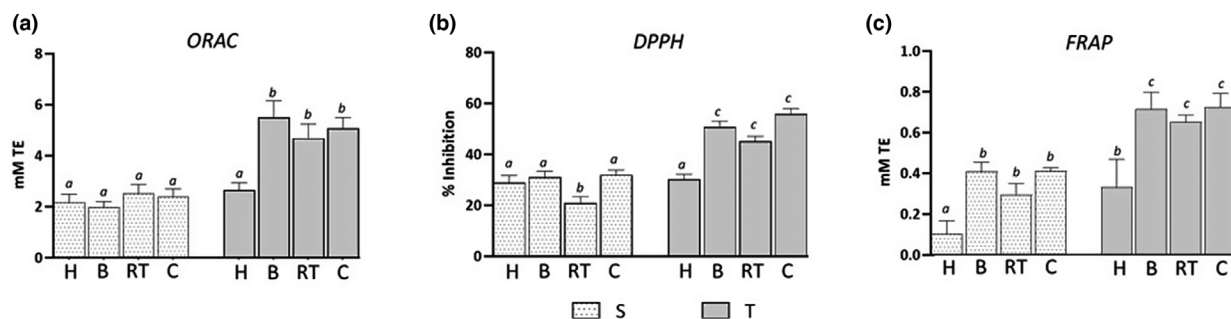 (a)
ORAC
mM TE
8
6
4
2
0
a a a a a b b b
H B RT C H B RT C
(b)
DPPH
% Inhibition
80
60
40
20
0
a a b a a c c c
H B RT C H B RT C
(c)
FRAP
mM TE
1.0
0.8
0.6
0.4
0.2
0.0
a b b b b c c c
H B RT C H B RT C
S T